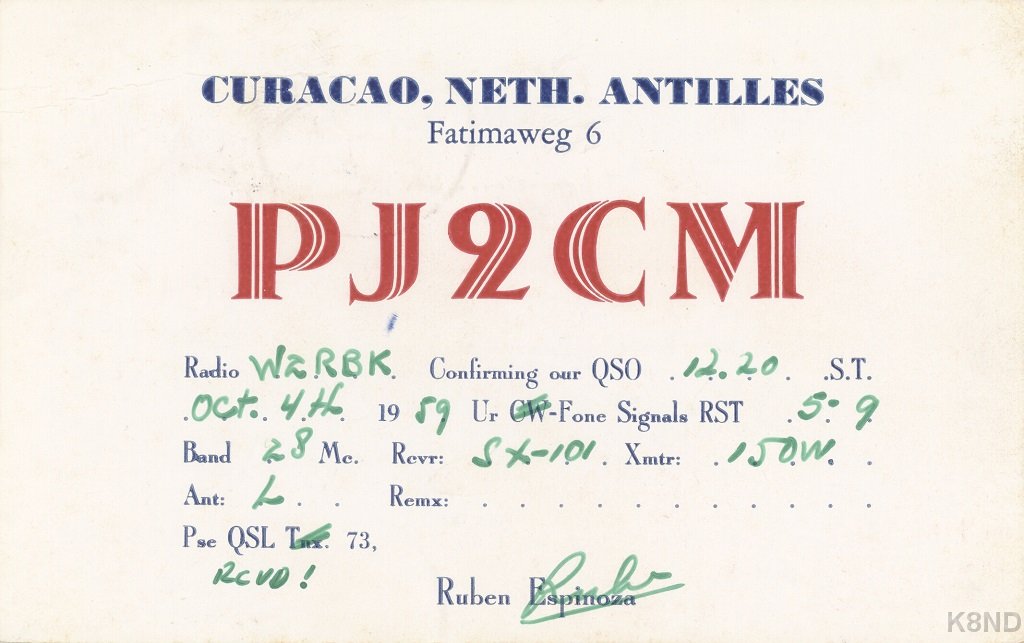 CURACAO, NETH. ANTILLES
Fatimaweg 6
PJ2CM
Radio W2RBK. Confirming our QSO .12.20. .S.T.
.Oct. 4th. 19 59 Ur CW-Fone Signals RST .5-9
Band 28 Mc. Rcvr: SX-101. Xmtr: .150W. .
Ant: L . . Remx: . . . . . . . . . . . .
Pse QSL Tnx. 73,
RCVD!
Ruben Espinoza
K8ND